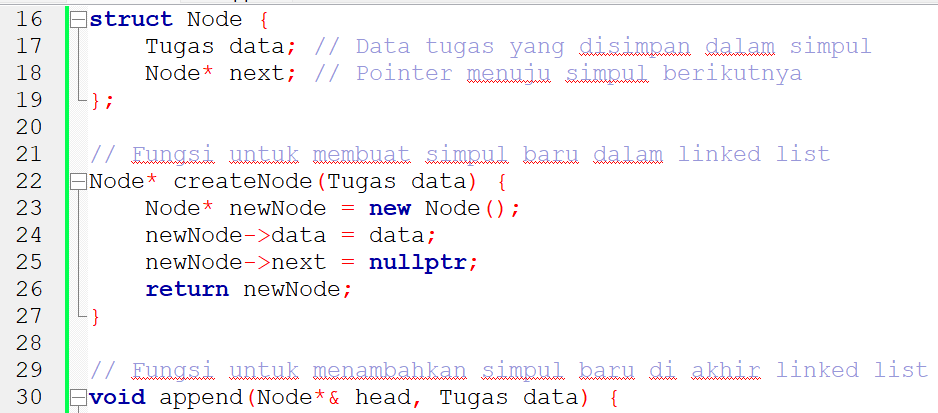 16 struct Node {
17     Tugas data; // Data tugas yang disimpan dalam simpul
18     Node* next; // Pointer menuju simpul berikutnya
19 };
20
21 // Fungsi untuk membuat simpul baru dalam linked list
22 Node* createNode(Tugas data) {
23     Node* newNode = new Node();
24     newNode->data = data;
25     newNode->next = nullptr;
26     return newNode;
27 }
28
29 // Fungsi untuk menambahkan simpul baru di akhir linked list
30 void append(Node*& head, Tugas data) {